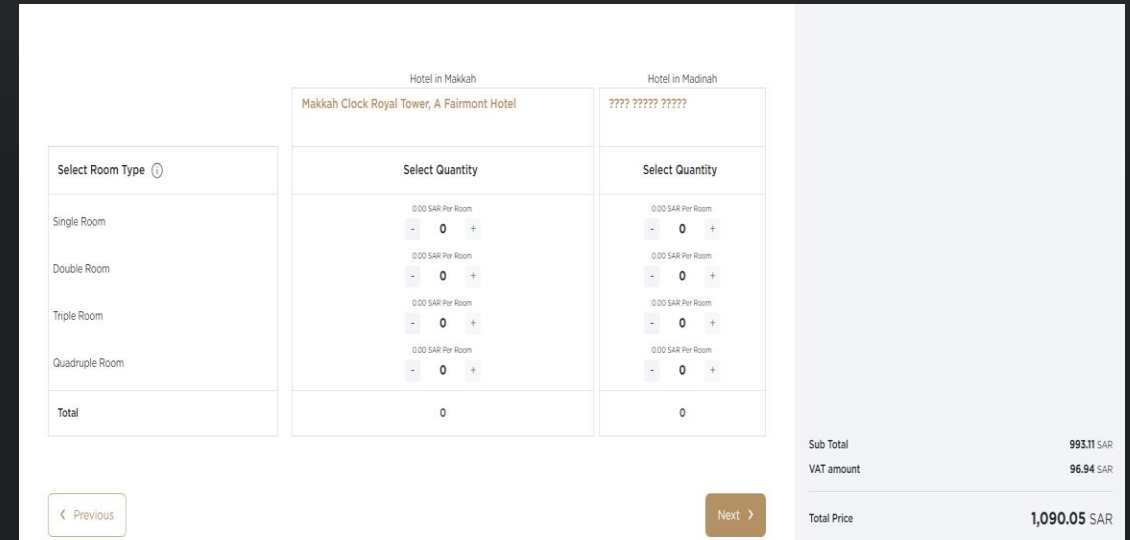 Hotel in Makkah Hotel in Madinah
Makkah Clock Royal Tower, A Fairmont Hotel ???? ????? ?????
Select Room Type i Select Quantity Select Quantity
0.00 SAR Per Room 0.00 SAR Per Room
Single Room - 0 + - 0 +
0.00 SAR Per Room 0.00 SAR Per Room
Double Room - 0 + - 0 +
0.00 SAR Per Room 0.00 SAR Per Room
Triple Room - 0 + - 0 +
0.00 SAR Per Room 0.00 SAR Per Room
Quadruple Room - 0 + - 0 +
Total 0 0
Previous Next
Sub Total 993.11 SAR
VAT amount 96.94 SAR
Total Price 1,090.05 SAR